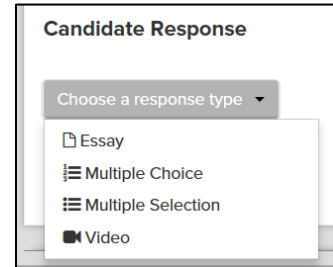 Candidate Response
Choose a response type
Essay
Multiple Choice
Multiple Selection
Video